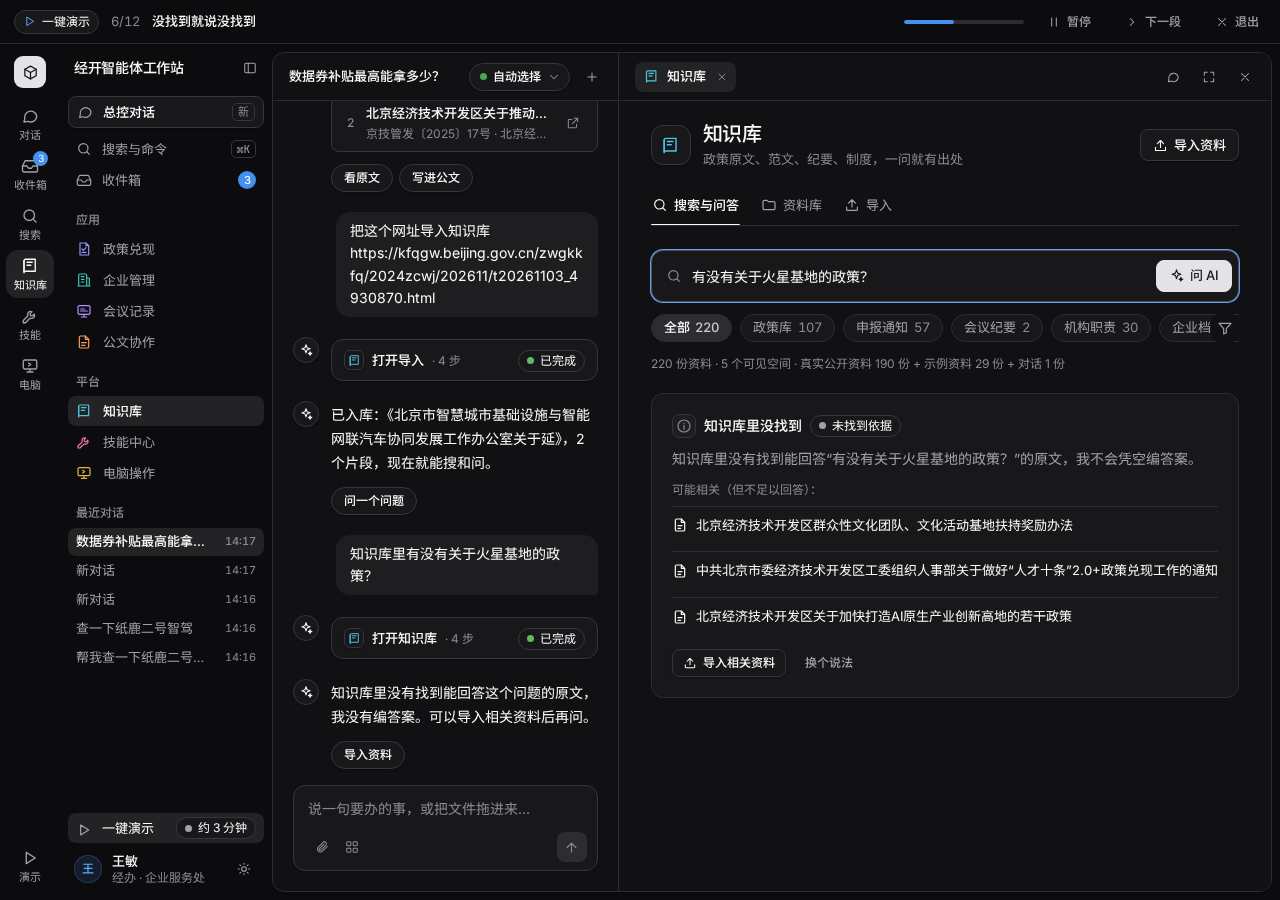 一键演示
6/12
没找到就说没找到
暂停
下一段
退出
对话
3
收件箱
搜索
知识库
技能
电脑
演示
经开智能体工作站
总控对话
新
搜索与命令
⌘K
收件箱
3
应用
政策兑现
企业管理
会议记录
公文协作
平台
知识库
技能中心
电脑操作
最近对话
数据券补贴最高能拿...
14:17
新对话
14:17
新对话
14:16
查一下纸鹿二号智驾
14:16
帮我查一下纸鹿二号...
14:16
一键演示
约 3 分钟
王
王敏
经办 · 企业服务处
数据券补贴最高能拿多少？
自动选择
2
北京经济技术开发区关于推动...
京技管发〔2025〕17号 · 北京经...
看原文
写进公文
把这个网址导入知识库
https://kfqgw.beijing.gov.cn/zwgkk
fq/2024zcwj/202611/t20261103_4
930870.html
打开导入 · 4 步
已完成
已入库：《北京市智慧城市基础设施与智能
网联汽车协同发展工作办公室关于延》，2
个片段，现在就能搜和问。
问一个问题
知识库里有没有关于火星基地的政
策？
打开知识库 · 4 步
已完成
知识库里没有找到能回答这个问题的原文，
我没有编答案。可以导入相关资料后再问。
导入资料
说一句要办的事，或把文件拖进来...
知识库
知识库
政策原文、范文、纪要、制度，一问就有出处
导入资料
搜索与问答
资料库
导入
有没有关于火星基地的政策？
问 AI
全部 220
政策库 107
申报通知 57
会议纪要 2
机构职责 30
企业档
220 份资料 · 5 个可见空间 · 真实公开资料 190 份 + 示例资料 29 份 + 对话 1 份
知识库里没找到
未找到依据
知识库里没有找到能回答“有没有关于火星基地的政策？”的原文，我不会凭空编答案。
可能相关（但不足以回答）：
北京经济技术开发区群众性文化团队、文化活动基地扶持奖励办法
中共北京市委经济技术开发区工委组织人事部关于做好“人才十条”2.0+政策兑现工作的通知
北京经济技术开发区关于加快打造AI原生产业创新高地的若干政策
导入相关资料
换个说法